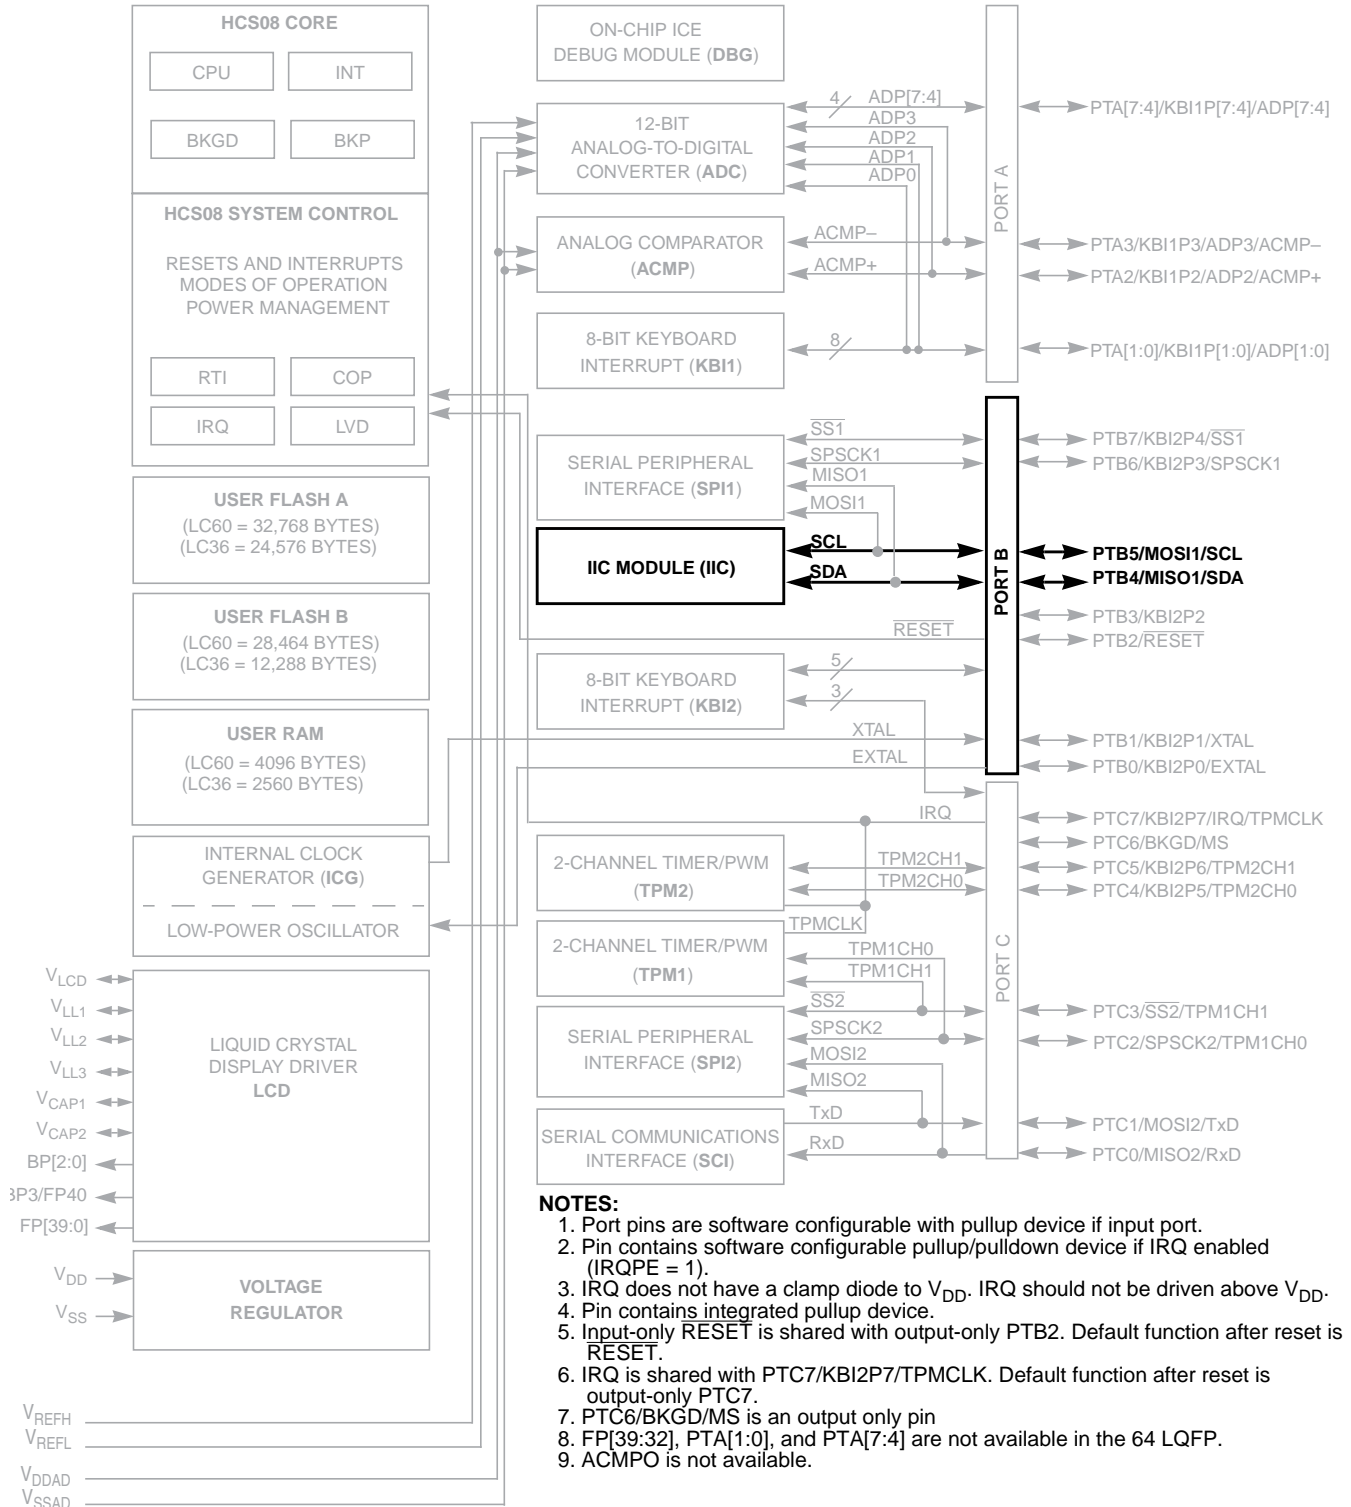 HCS08 CORE
CPU
INT
BKGD
BKP
HCS08 SYSTEM CONTROL
RESETS AND INTERRUPTS
MODES OF OPERATION
POWER MANAGEMENT
RTI
COP
IRQ
LVD
USER FLASH A
(LC60 = 32,768 BYTES)
(LC36 = 24,576 BYTES)
USER FLASH B
(LC60 = 28,464 BYTES)
(LC36 = 12,288 BYTES)
USER RAM
(LC60 = 4096 BYTES)
(LC36 = 2560 BYTES)
INTERNAL CLOCK
GENERATOR (ICG)
LOW-POWER OSCILLATOR
VLCD
VLL1
VLL2
VLL3
VCAP1
VCAP2
BP[2:0]
BP3/FP40
FP[39:0]
LIQUID CRYSTAL
DISPLAY DRIVER
LCD
VDD
VSS
VOLTAGE
REGULATOR
VREFH
VREFL
VDDAD
VSSAD
ON-CHIP ICE
DEBUG MODULE (DBG)
12-BIT
ANALOG-TO-DIGITAL
CONVERTER (ADC)
4
ADP[7:4]
ADP3
ADP2
ADP1
ADP0
ANALOG COMPARATOR
(ACMP)
ACMP–
ACMP+
8-BIT KEYBOARD
INTERRUPT (KBI1)
8
PORT A
PTA[7:4]/KBI1P[7:4]/ADP[7:4]
PTA3/KBI1P3/ADP3/ACMP–
PTA2/KBI1P2/ADP2/ACMP+
PTA[1:0]/KBI1P[1:0]/ADP[1:0]
SERIAL PERIPHERAL
INTERFACE (SPI1)
SS1
SPSCK1
MISO1
MOSI1
IIC MODULE (IIC)
SCL
SDA
RESET
8-BIT KEYBOARD
INTERRUPT (KBI2)
5
3
XTAL
EXTAL
PORT B
PTB7/KBI2P4/SS1
PTB6/KBI2P3/SPSCK1
PTB5/MOSI1/SCL
PTB4/MISO1/SDA
PTB3/KBI2P2
PTB2/RESET
PTB1/KBI2P1/XTAL
PTB0/KBI2P0/EXTAL
IRQ
2-CHANNEL TIMER/PWM
(TPM2)
TPM2CH1
TPM2CH0
TPMCLK
2-CHANNEL TIMER/PWM
(TPM1)
TPM1CH0
TPM1CH1
SERIAL PERIPHERAL
INTERFACE (SPI2)
SS2
SPSCK2
MOSI2
MISO2
SERIAL COMMUNICATIONS
INTERFACE (SCI)
TxD
RxD
PORT C
PTC7/KBI2P7/IRQ/TPMCLK
PTC6/BKGD/MS
PTC5/KBI2P6/TPM2CH1
PTC4/KBI2P5/TPM2CH0
PTC3/SS2/TPM1CH1
PTC2/SPSCK2/TPM1CH0
PTC1/MOSI2/TxD
PTC0/MISO2/RxD
NOTES:
1. Port pins are software configurable with pullup device if input port.
2. Pin contains software configurable pullup/pulldown device if IRQ enabled
(IRQPE = 1).
3. IRQ does not have a clamp diode to VDD. IRQ should not be driven above VDD.
4. Pin contains integrated pullup device.
5. Input-only RESET is shared with output-only PTB2. Default function after reset is
RESET.
6. IRQ is shared with PTC7/KBI2P7/TPMCLK. Default function after reset is
output-only PTC7.
7. PTC6/BKGD/MS is an output only pin
8. FP[39:32], PTA[1:0], and PTA[7:4] are not available in the 64 LQFP.
9. ACMPO is not available.